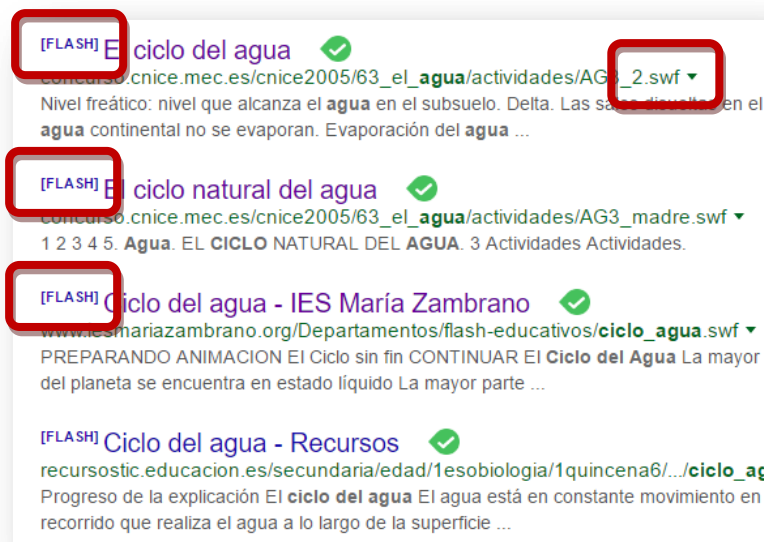 [FLASH] El ciclo del agua
concurso.cnice.mec.es/cnice2005/63_el_agua/actividades/AG3_2.swf
Nivel freático: nivel que alcanza el agua en el subsuelo. Delta. Las sales disueltas en el
agua continental no se evaporan. Evaporación del agua ...
[FLASH] El ciclo natural del agua
concurso.cnice.mec.es/cnice2005/63_el_agua/actividades/AG3_madre.swf
1 2 3 4 5. Agua. EL CICLO NATURAL DEL AGUA. 3 Actividades Actividades.
[FLASH] Ciclo del agua - IES María Zambrano
www.iesmariazambrano.org/Departamentos/flash-educativos/ciclo_agua.swf
PREPARANDO ANIMACION El Ciclo sin fin CONTINUAR El Ciclo del Agua La mayor
del planeta se encuentra en estado líquido La mayor parte ...
[FLASH] Ciclo del agua - Recursos
recursostic.educacion.es/secundaria/edad/1esobiologia/1quincena6/.../ciclo_ag
Progreso de la explicación El ciclo del agua El agua está en constante movimiento en
recorrido que realiza el agua a lo largo de la superficie ...